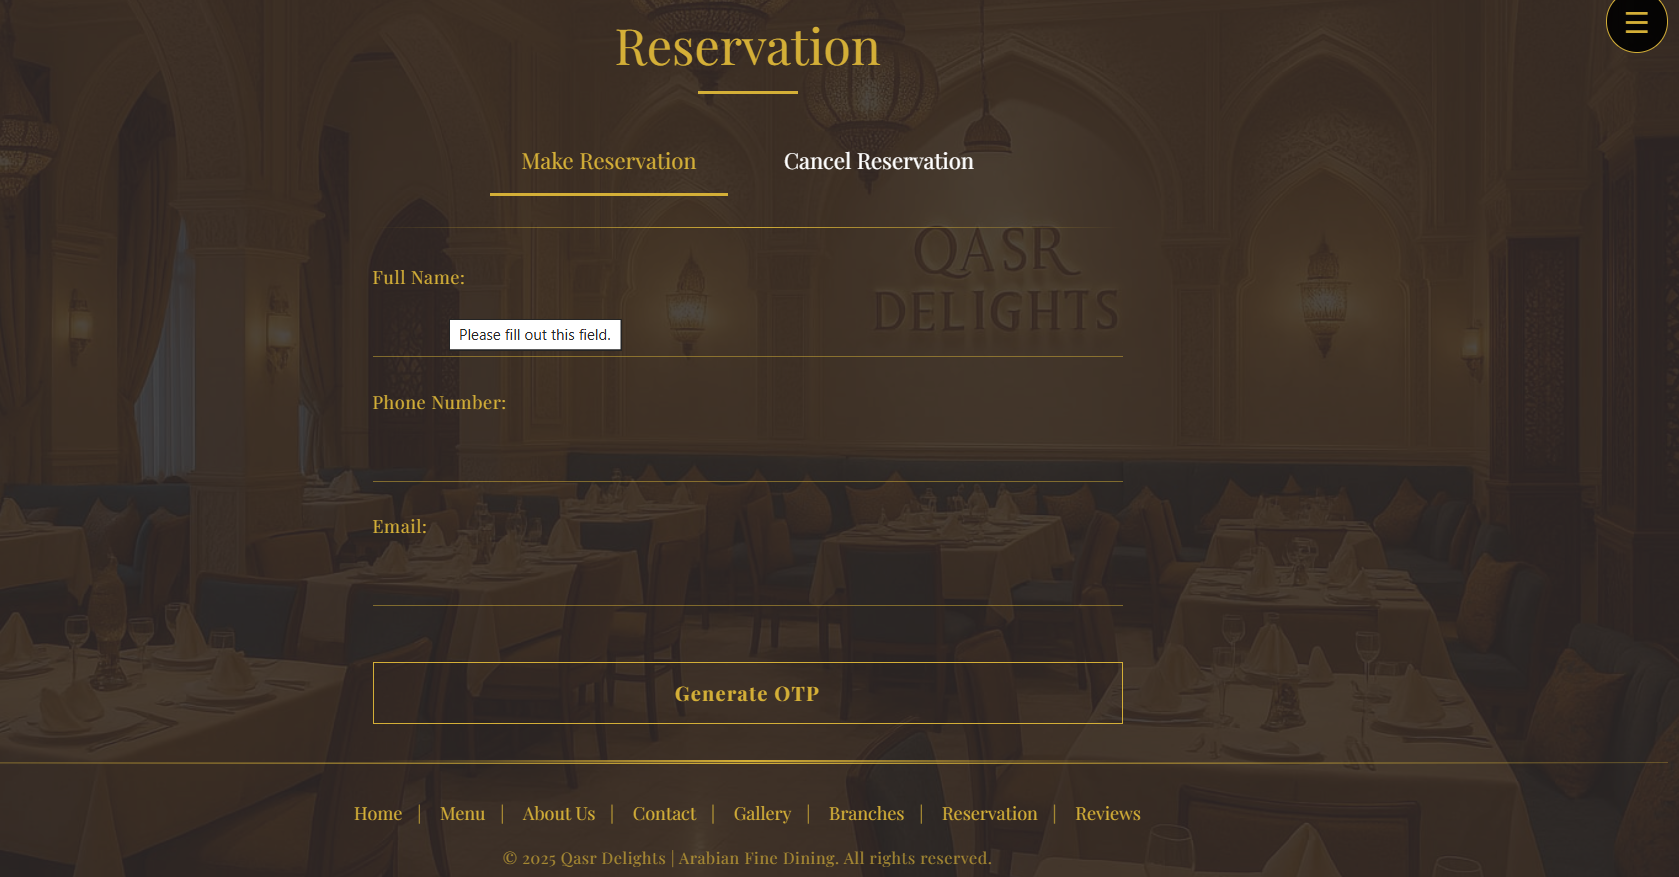 Reservation
Make Reservation
Cancel Reservation
QASR
DELIGHTS
Full Name:
Please fill out this field.
Phone Number:
Email:
Generate OTP
Home | Menu | About Us | Contact | Gallery | Branches | Reservation | Reviews
© 2025 Qasr Delights | Arabian Fine Dining. All rights reserved.